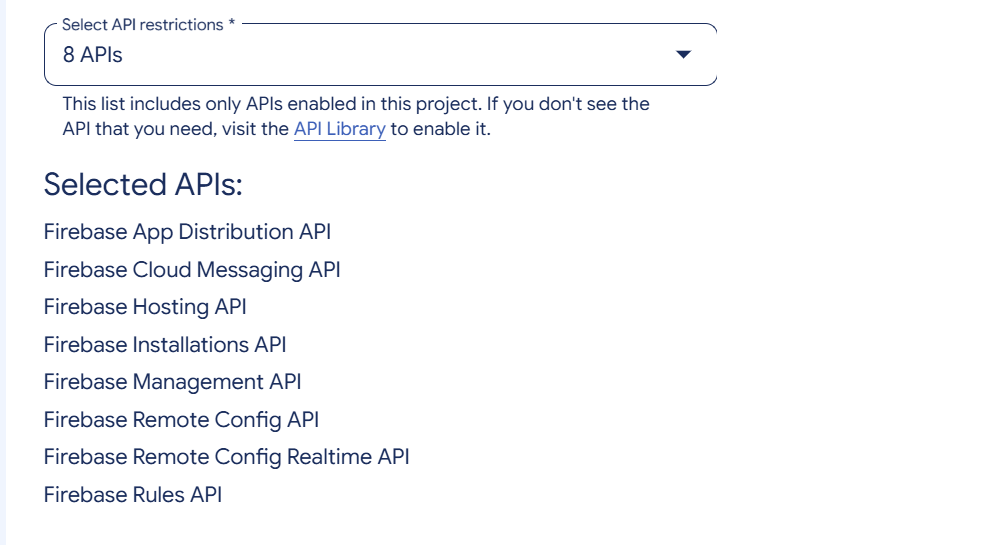 Select API restrictions *
8 APIs
This list includes only APIs enabled in this project. If you don't see the
API that you need, visit the API Library to enable it.
Selected APIs:
Firebase App Distribution API
Firebase Cloud Messaging API
Firebase Hosting API
Firebase Installations API
Firebase Management API
Firebase Remote Config API
Firebase Remote Config Realtime API
Firebase Rules API